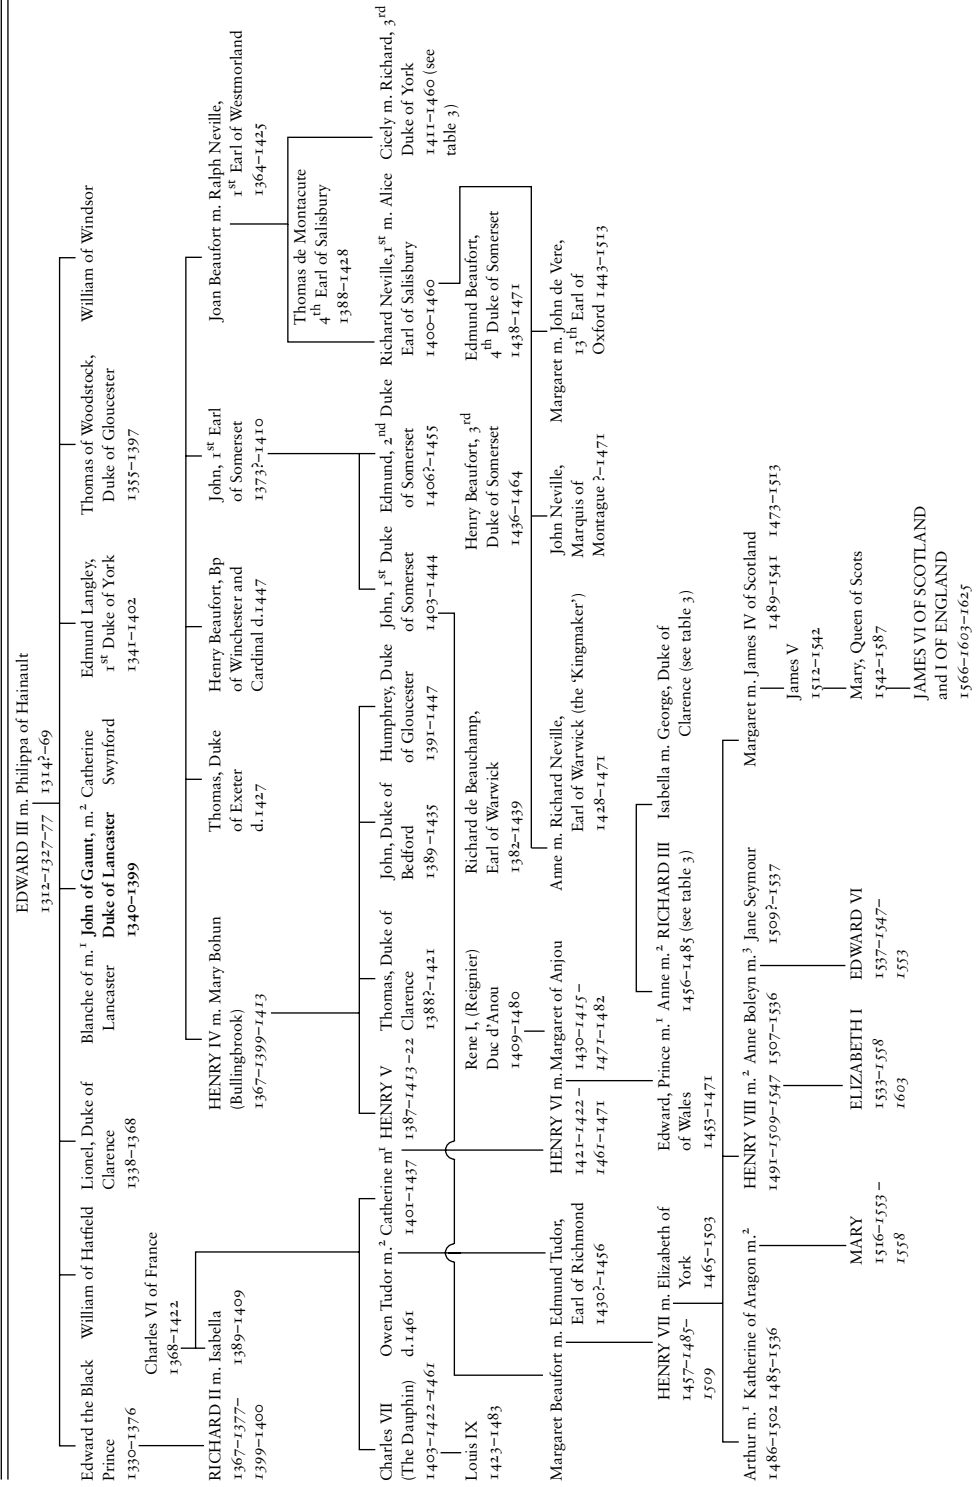 EDWARD III m. Philippa of Hainault
1312–1327–77 1314?–69
Edward the Black
Prince
1330–1376
William of Hatfield
Lionel, Duke of
Clarence
1338–1368
Blanche of m.¹ John of Gaunt, m.² Catherine
Lancaster Duke of Lancaster Swynford
1340–1399
Edmund Langley,
1st Duke of York
1341–1402
Thomas of Woodstock,
Duke of Gloucester
1355–1397
William of Windsor
Charles VI of France
1368–1422
RICHARD II m. Isabella
1367–1377– 1389–1409
1399–1400
HENRY IV m. Mary Bohun
(Bullingbrook)
1367–1399–1413
Thomas, Duke
of Exeter
d.1427
Henry Beaufort, Bp
of Winchester and
Cardinal d.1447
John, 1st Earl
of Somerset
1373?–1410
Joan Beaufort m. Ralph Neville,
1st Earl of Westmorland
1364–1425
Thomas de Montacute
4th Earl of Salisbury
1388–1428
Charles VII
(The Dauphin)
1403–1422–1461
Owen Tudor m.² Catherine m¹ HENRY V
d.1461 1401–1437 1387–1413–22
Thomas, Duke of
Clarence
1388?–1421
John, Duke of
Bedford
1389–1435
Humphrey, Duke
of Gloucester
1391–1447
John, 1st Duke
of Somerset
1403–1444
Edmund, 2nd Duke
of Somerset
1406?–1455
Richard Neville,1st m. Alice
Earl of Salisbury
1400–1460
Cicely m. Richard, 3rd
Duke of York
1411–1460 (see
table 3)
Louis IX
1423–1483
Rene I, (Reignier)
Duc d'Anou
1409–1480
Richard de Beauchamp,
Earl of Warwick
1382–1439
Henry Beaufort, 3rd
Duke of Somerset
1436–1464
Edmund Beaufort,
4th Duke of Somerset
1438–1471
Margaret Beaufort m. Edmund Tudor,
Earl of Richmond
1430?–1456
HENRY VI m. Margaret of Anjou
1421–1422– 1430–1415–
1461–1471 1471–1482
Anne m. Richard Neville,
Earl of Warwick (the 'Kingmaker')
1428–1471
John Neville,
Marquis of
Montague ?–1471
Margaret m. John de Vere,
13th Earl of
Oxford 1443–1513
HENRY VII m. Elizabeth of
1457–1485– York
1509 1465–1503
Edward, Prince m.¹ Anne m.² RICHARD III
of Wales 1456–1485 (see table 3)
1453–1471
Isabella m. George, Duke of
Clarence (see table 3)
Arthur m.¹ Katherine of Aragon m.² HENRY VIII m.² Anne Boleyn m.³ Jane Seymour
1486–1502 1485–1536 1491–1509–1547 1507–1536 1509?–1537
Margaret m. James IV of Scotland
1489–1541 1473–1513
MARY
1516–1553–
1558
ELIZABETH I
1533–1558
1603
EDWARD VI
1537–1547–
1553
James V
1512–1542
Mary, Queen of Scots
1542–1587
JAMES VI OF SCOTLAND
and I OF ENGLAND
1566–1603–1625